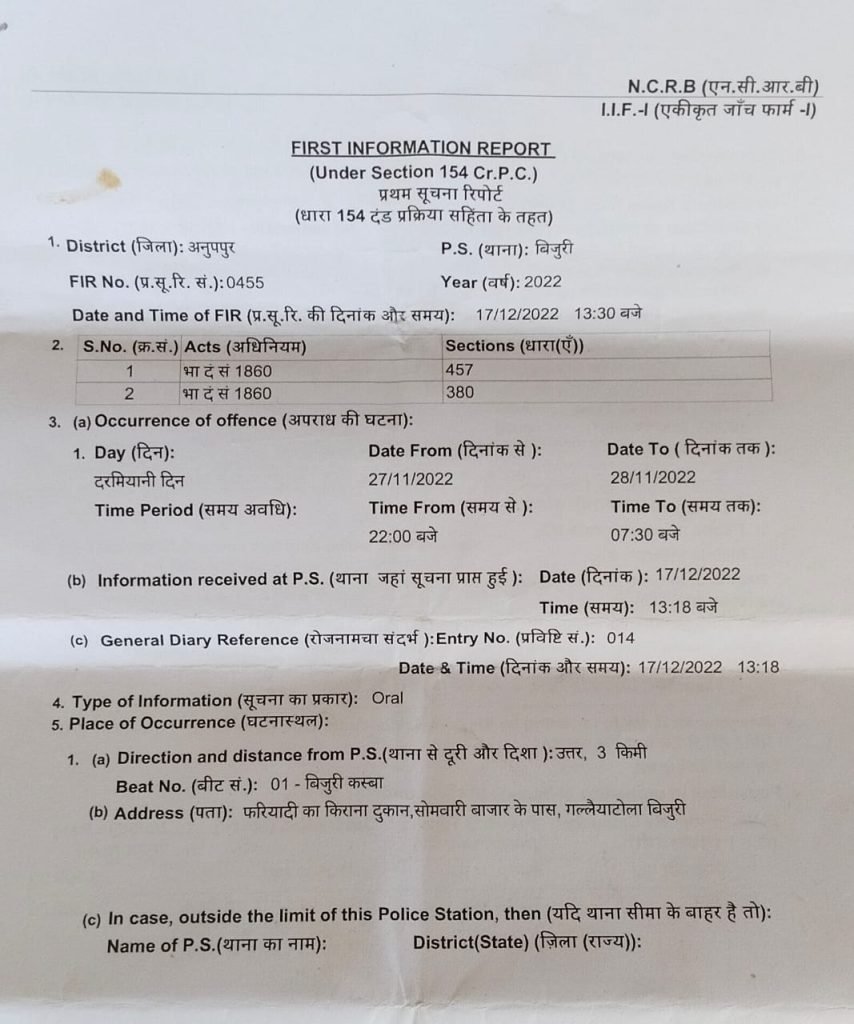 N.C.R.B (एन.सी.आर.बी)
I.I.F.-I (एकीकृत जाँच फार्म -I)
FIRST INFORMATION REPORT
(Under Section 154 Cr.P.C.)
प्रथम सूचना रिपोर्ट
(धारा 154 दंड प्रक्रिया सहिंता के तहत)
1. District (जिला): अनुपपुर P.S. (थाना): बिजुरी
FIR No. (प्र.सू.रि. सं.): 0455 Year (वर्ष): 2022
Date and Time of FIR (प्र.सू.रि. की दिनांक और समय): 17/12/2022 13:30 बजे
2. S.No. (क्र.सं.) Acts (अधिनियम) Sections (धारा(एँ))
1 भा दं सं 1860 457
2 भा दं सं 1860 380
3. (a) Occurrence of offence (अपराध की घटना):
1. Day (दिन): Date From (दिनांक से ): Date To ( दिनांक तक ):
दरमियानी दिन 27/11/2022 28/11/2022
Time Period (समय अवधि): Time From (समय से ): Time To (समय तक):
22:00 बजे 07:30 बजे
(b) Information received at P.S. (थाना जहां सूचना प्राप्त हुई ): Date (दिनांक ): 17/12/2022
Time (समय): 13:18 बजे
(c) General Diary Reference (रोजनामचा संदर्भ ): Entry No. (प्रविष्टि सं.): 014
Date & Time (दिनांक और समय): 17/12/2022 13:18
4. Type of Information (सूचना का प्रकार): Oral
5. Place of Occurrence (घटनास्थल):
1. (a) Direction and distance from P.S.(थाना से दूरी और दिशा ): उत्तर, 3 किमी
Beat No. (बीट सं.): 01 - बिजुरी कस्बा
(b) Address (पता): फरियादी का किराना दुकान,सोमवारी बाजार के पास, गल्लैयाटोला बिजुरी
(c) In case, outside the limit of this Police Station, then (यदि थाना सीमा के बाहर है तो):
Name of P.S.(थाना का नाम): District(State) (ज़िला (राज्य)):